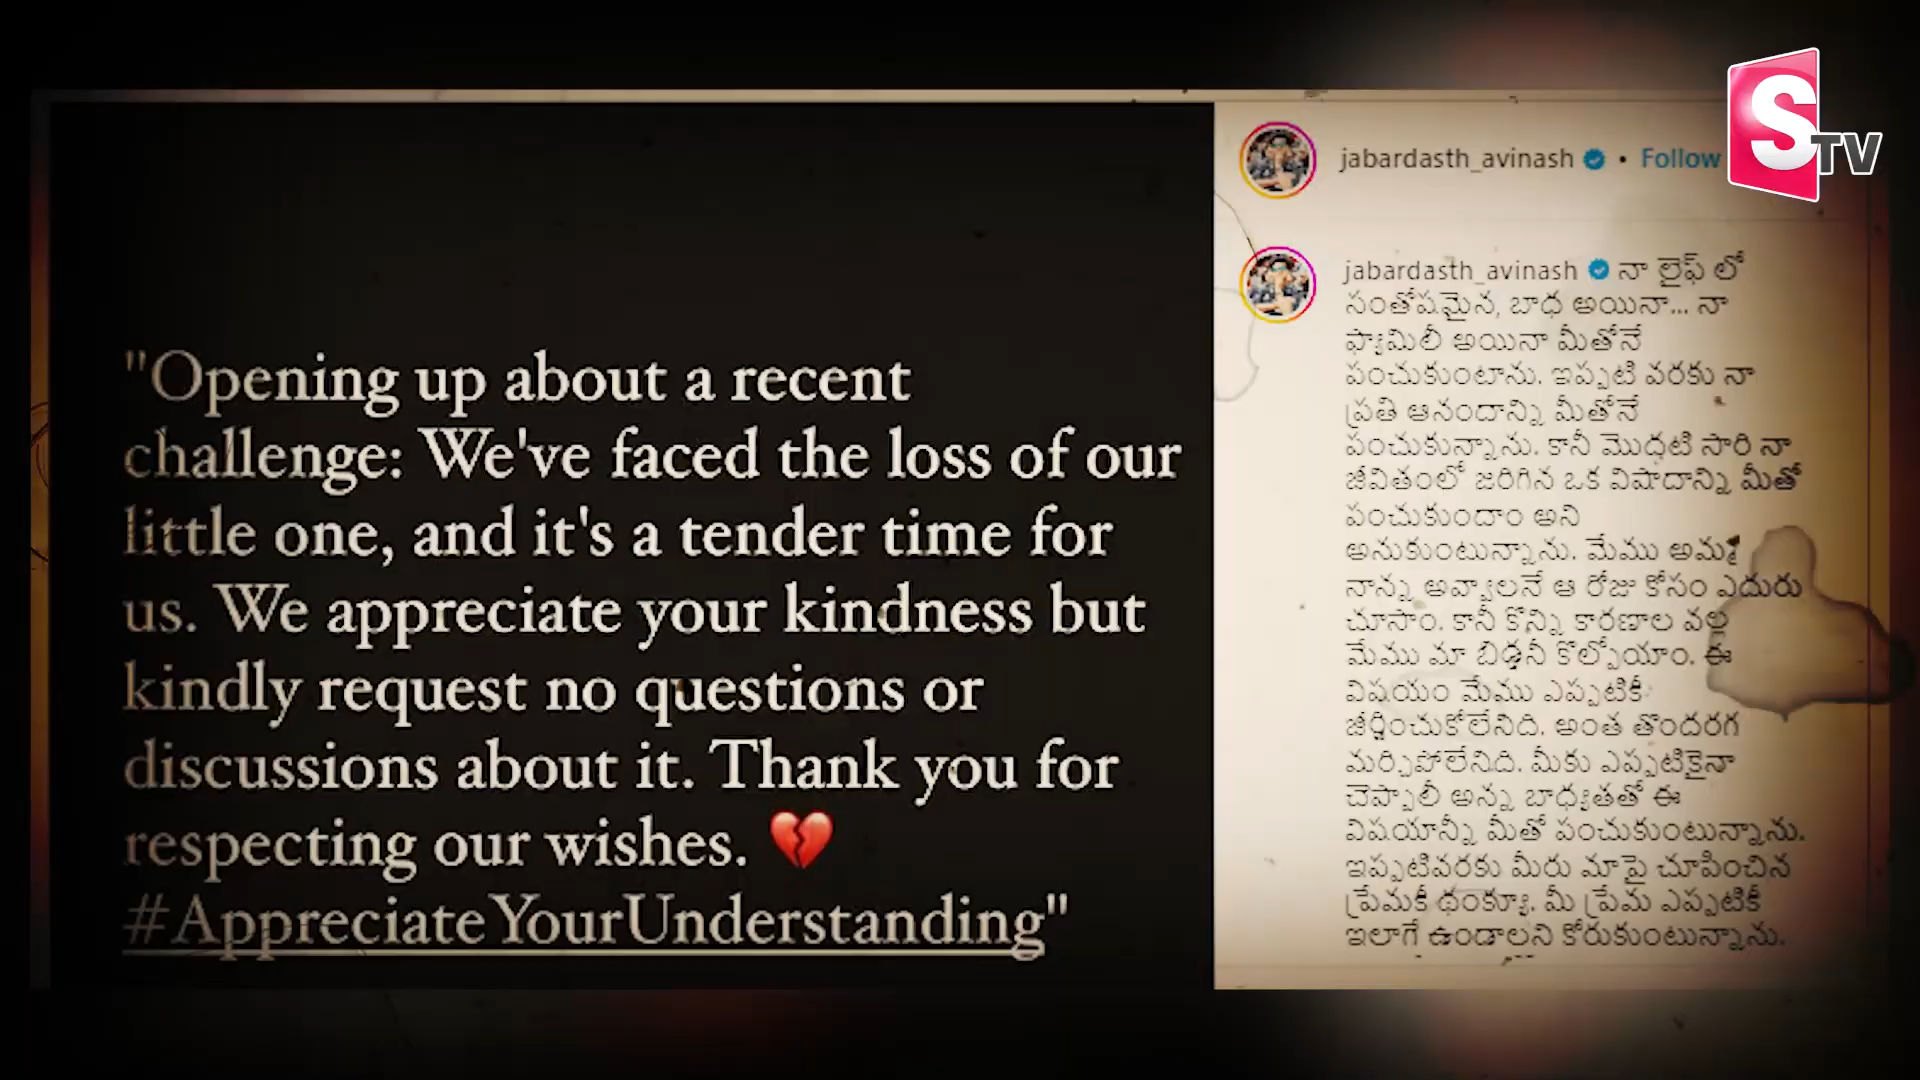 "Opening up about a recent
challenge: We've faced the loss of our
little one, and it's a tender time for
us. We appreciate your kindness but
kindly request no questions or
discussions about it. Thank you for
respecting our wishes. 💔
#AppreciateYourUnderstanding"
S TV
jabardasth_avinash • Follow
jabardasth_avinash నా లైఫ్ లో
సంతోషమైన, బాధ అయినా... నా
ఫ్యామిలీ అయినా మీతోనే
పంచుకుంటాను. ఇప్పటి వరకు నా
ప్రతి ఆనందాన్ని మీతోనే
పంచుకున్నాను. కానీ మొదటి సారి నా
జీవితంలో జరిగిన ఒక విషాదాన్ని మీతో
పంచుకుందాం అని
అనుకుంటున్నాను. మేము అమ్మ
నాన్న అవ్వాలనే ఆ రోజు కోసం ఎదురు
చూసాం. కానీ కొన్ని కారణాల వల్ల
మేము మా బిడ్డనీ కోల్పోయాం. ఈ
విషయం మేము ఎప్పటికీ
జీర్ణించుకోలేనిది. అంత తొందరగ
మర్చిపోలేనిది. మీకు ఎప్పటికైనా
చెప్పాలీ అన్న బాధ్యతతో ఈ
విషయాన్నీ మీతో పంచుకుంటున్నాను.
ఇప్పటివరకు మీరు మాపై చూపించిన
ప్రేమకీ థంక్యూ. మీ ప్రేమ ఎప్పటికీ
ఇలాగే ఉండాలని కోరుకుంటున్నాను.